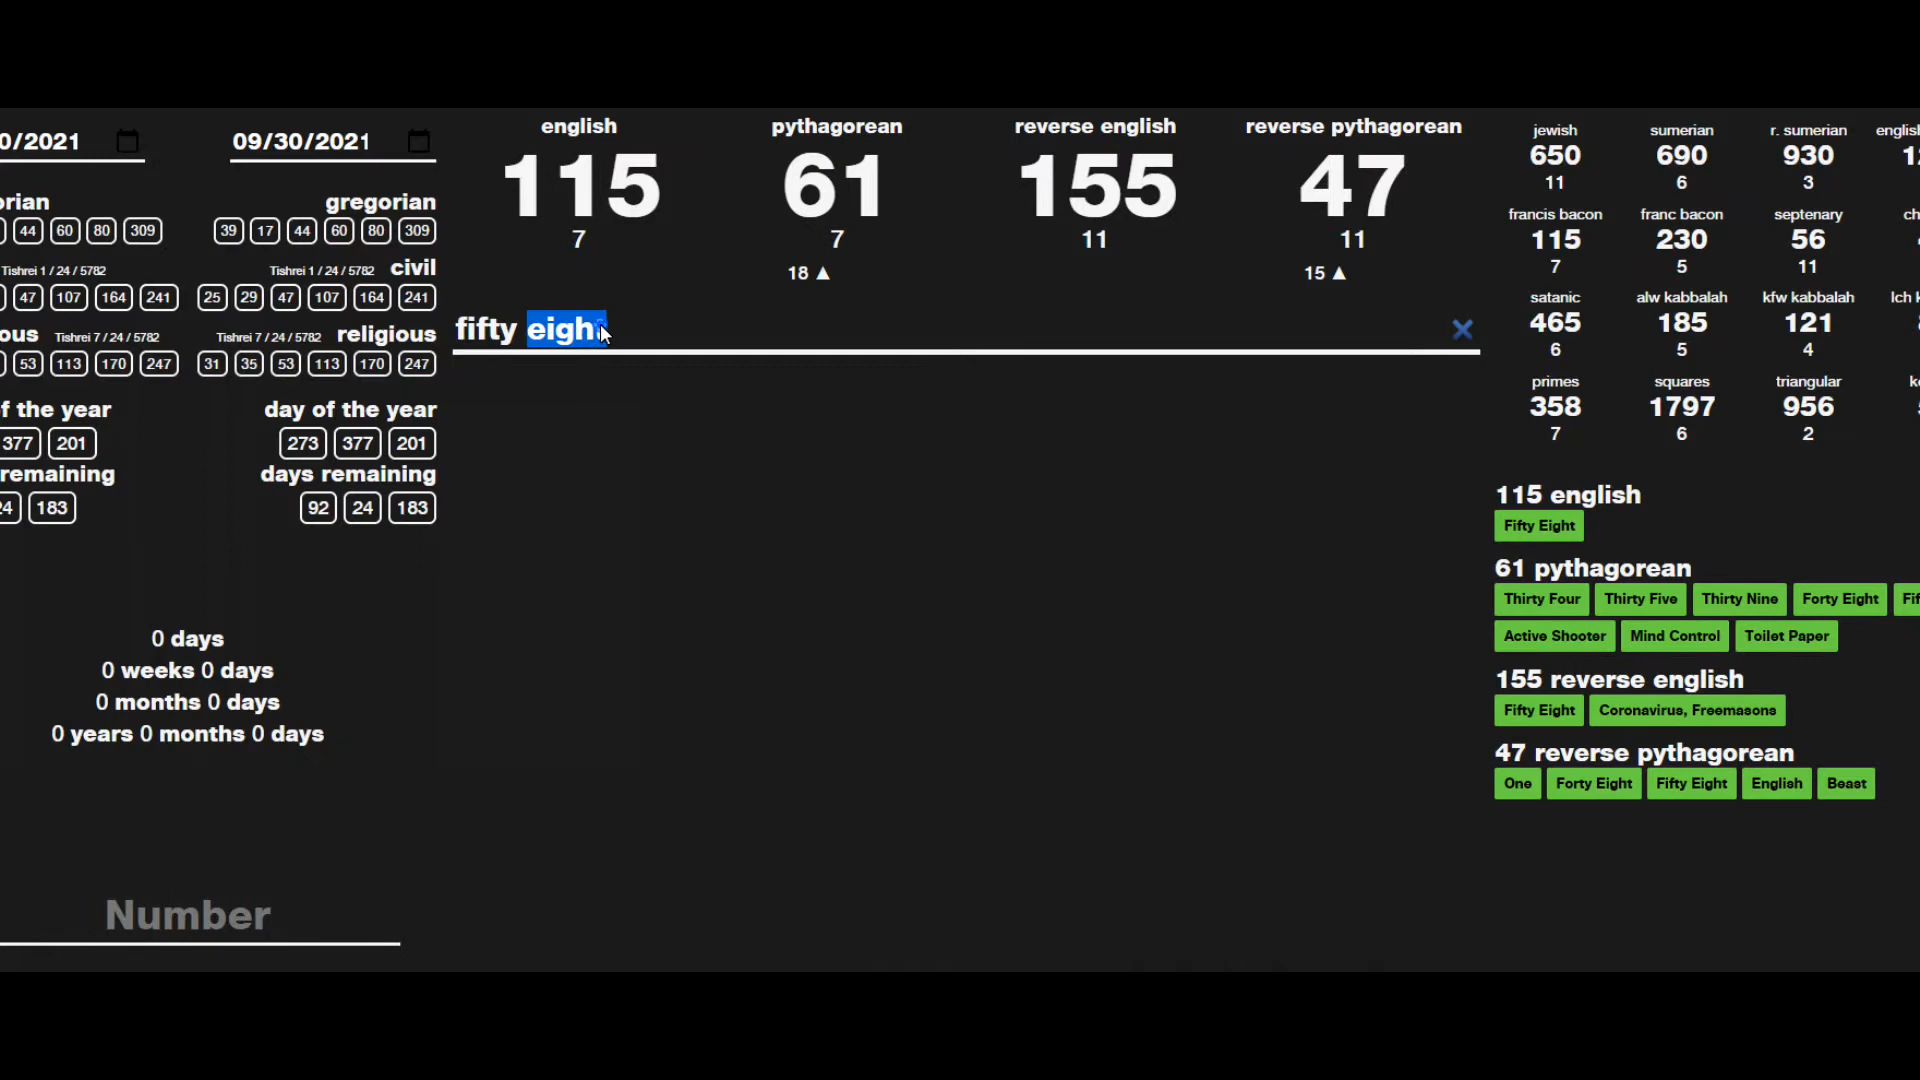 0/2021
09/30/2021
orian
44 60 80 309
gregorian
39 17 44 60 80 309
Tishrei 1 / 24 / 5782
47 107 164 241
Tishrei 1 / 24 / 5782 civil
25 29 47 107 164 241
ous Tishrei 7 / 24 / 5782
53 113 170 247
Tishrei 7 / 24 / 5782 religious
31 35 53 113 170 247
f the year
377 201
remaining
24 183
day of the year
273 377 201
days remaining
92 24 183
0 days
0 weeks 0 days
0 months 0 days
0 years 0 months 0 days
Number
english
115
7
pythagorean
61
7
18 ▲
reverse english
155
11
reverse pythagorean
47
11
15 ▲
fifty eight
jewish
650
11
sumerian
690
6
r. sumerian
930
3
english
francis bacon
115
7
franc bacon
230
5
septenary
56
11
ch
satanic
465
6
alw kabbalah
185
5
kfw kabbalah
121
4
lch k
primes
358
7
squares
1797
6
triangular
956
2
115 english
Fifty Eight
61 pythagorean
Thirty Four Thirty Five Thirty Nine Forty Eight Fif
Active Shooter Mind Control Toilet Paper
155 reverse english
Fifty Eight Coronavirus, Freemasons
47 reverse pythagorean
One Forty Eight Fifty Eight English Beast